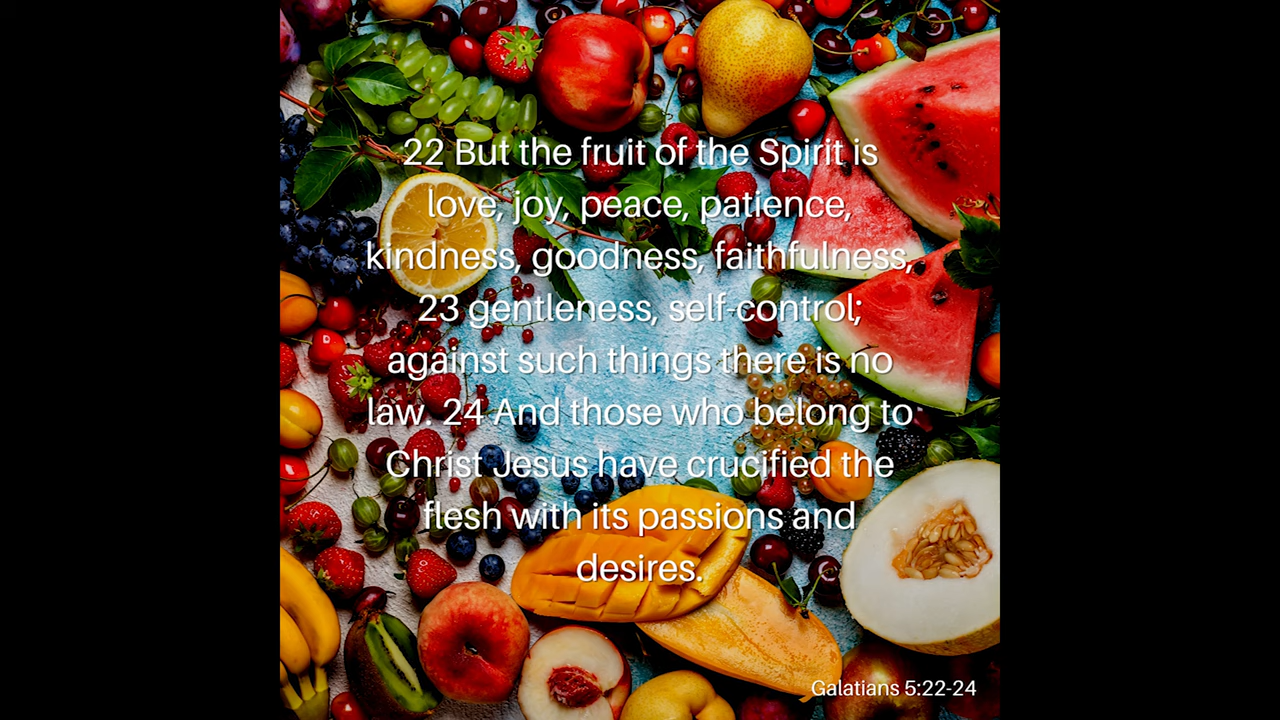 22 But the fruit of the Spirit is
love, joy, peace, patience,
kindness, goodness, faithfulness,
23 gentleness, self-control;
against such things there is no
law. 24 And those who belong to
Christ Jesus have crucified the
flesh with its passions and
desires.
Galatians 5:22-24